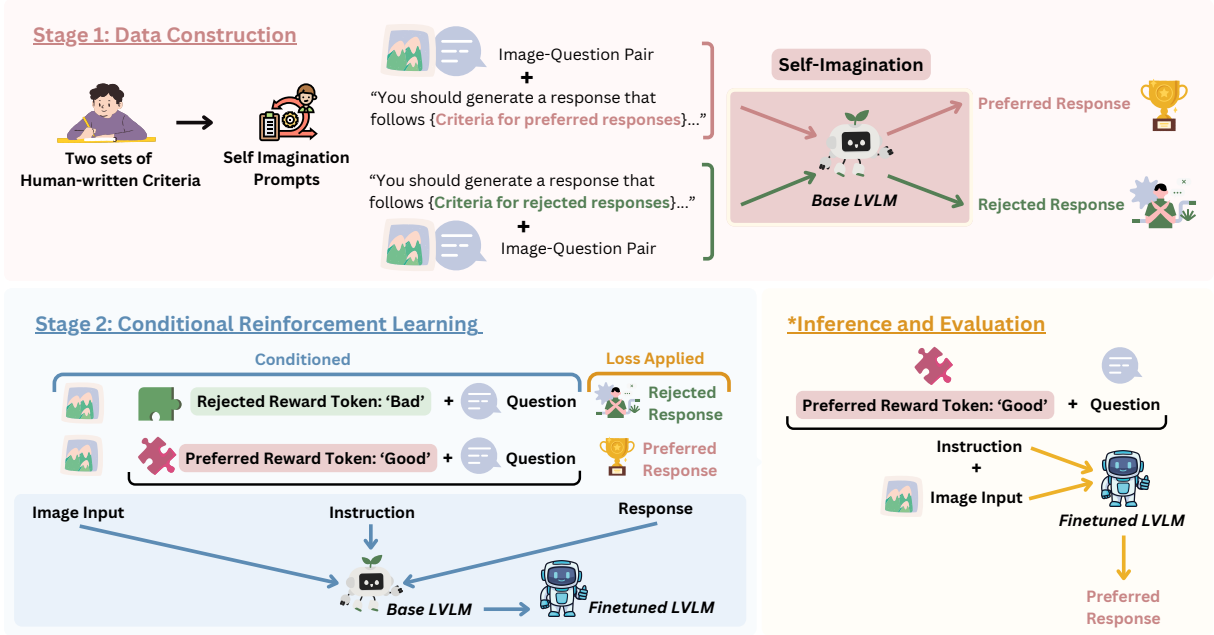 Stage 1: Data Construction
Two sets of
Human-written Criteria
Self Imagination
Prompts
Image-Question Pair
+
“You should generate a response that
follows {Criteria for preferred responses}...”
“You should generate a response that
follows {Criteria for rejected responses}...”
+
Image-Question Pair
Self-Imagination
Base LVLM
Preferred Response
Rejected Response
Stage 2: Conditional Reinforcement Learning
Conditioned
Loss Applied
Rejected Reward Token: ‘Bad’ + Question
Rejected
Response
Preferred Reward Token: ‘Good’ + Question
Preferred
Response
Image Input
Instruction
Response
Base LVLM
Finetuned LVLM
*Inference and Evaluation
Preferred Reward Token: ‘Good’ + Question
Instruction
+
Image Input
Finetuned LVLM
Preferred
Response